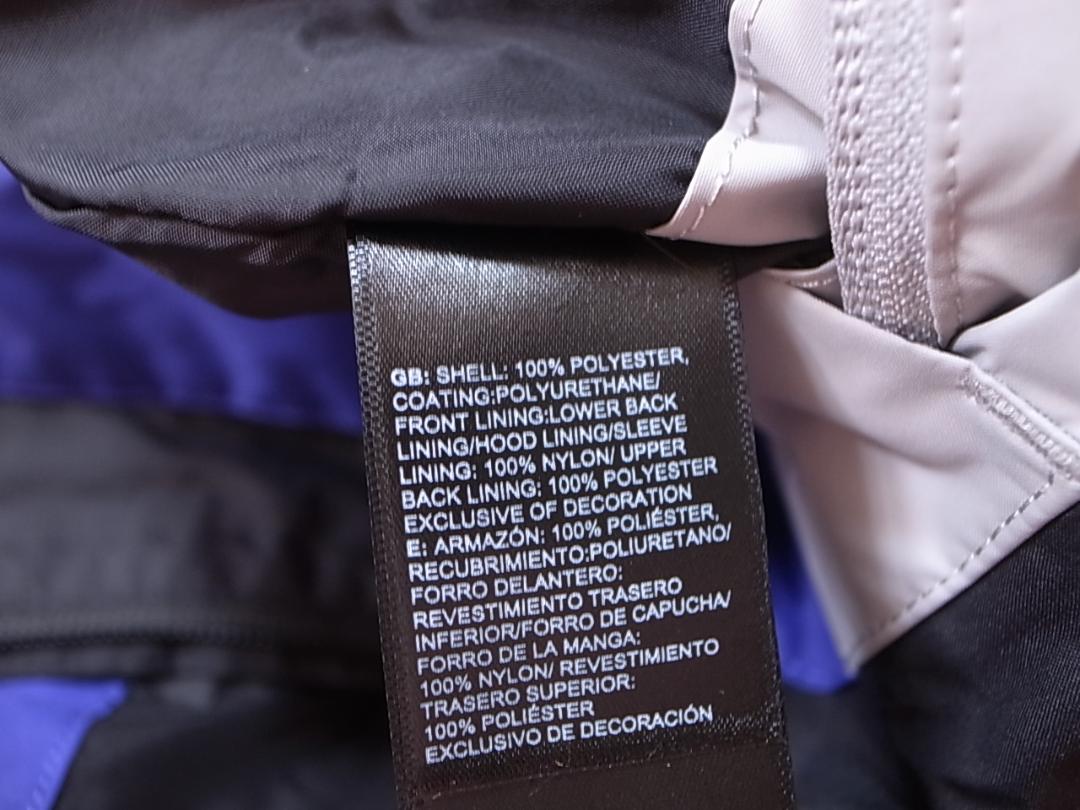 GB: SHELL: 100% POLYESTER,
COATING:POLYURETHANE/
FRONT LINING:LOWER BACK
LINING/HOOD LINING/SLEEVE
LINING: 100% NYLON/ UPPER
BACK LINING: 100% POLYESTER
EXCLUSIVE OF DECORATION
E: ARMAZÓN: 100% POLIÉSTER,
RECUBRIMIENTO:POLIURETANO/
FORRO DELANTERO:
REVESTIMIENTO TRASERO
INFERIOR/FORRO DE CAPUCHA/
FORRO DE LA MANGA:
100% NYLON/ REVESTIMIENTO
TRASERO SUPERIOR:
100% POLIÉSTER
EXCLUSIVO DE DECORACIÓN